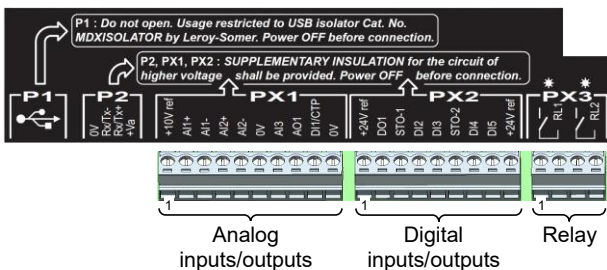 P1 : Do not open. Usage restricted to USB isolator Cat. No.
MDXISOLATOR by Leroy-Somer. Power OFF before connection.
P2, PX1, PX2 : SUPPLEMENTARY INSULATION for the circuit of
higher voltage shall be provided. Power OFF before connection.
P1 P2 PX1 PX2 PX3
0V
Rx/Tx-
Rx/Tx+
+Va
+10V ref
AI1+
AI1-
AI2+
AI2-
0V
AI3
AO1
DI1/CTP
0V
+24V ref
DO1
STO-1
DI2
DI3
STO-2
DI4
DI5
+24V ref
RL1
RL2
1 1 1
Analog Digital Relay
inputs/outputs inputs/outputs